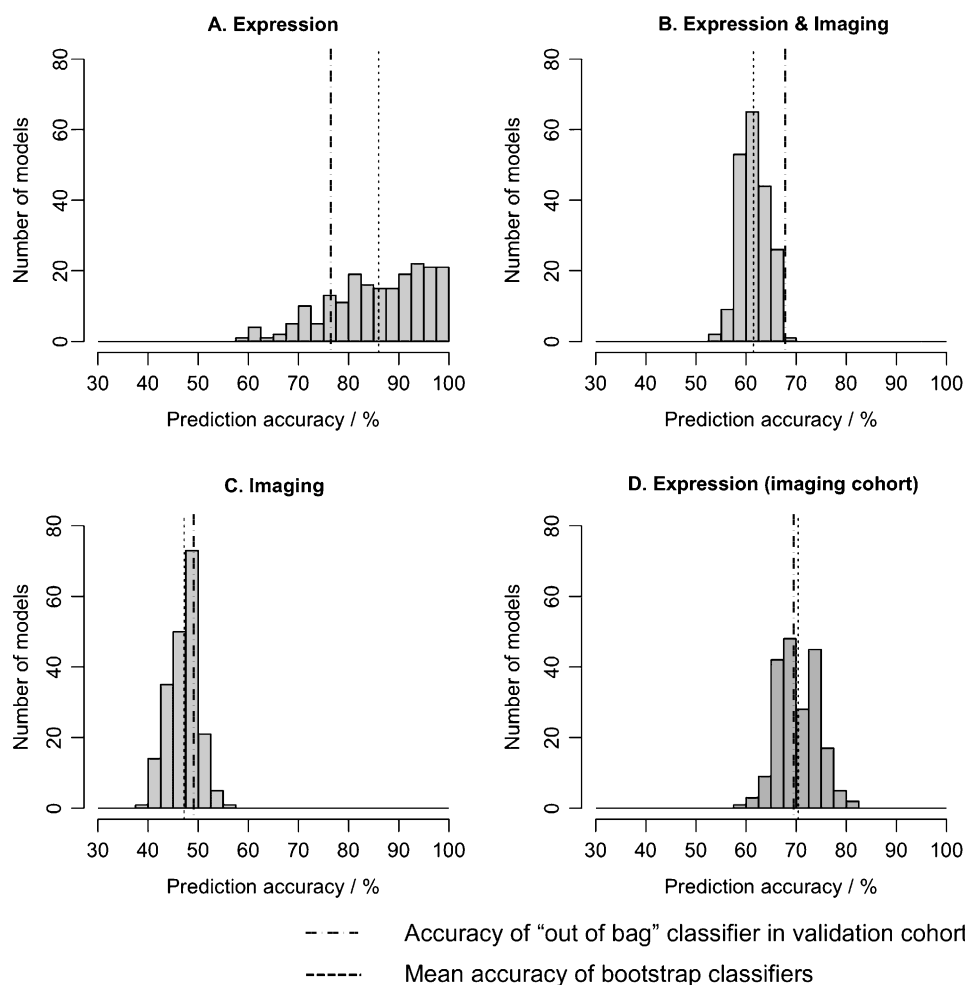 A. Expression
Number of models
0 20 40 60 80
30 40 50 60 70 80 90 100
Prediction accuracy / %
B. Expression & Imaging
Number of models
0 20 40 60 80
30 40 50 60 70 80 90 100
Prediction accuracy / %
C. Imaging
Number of models
0 20 40 60 80
30 40 50 60 70 80 90 100
Prediction accuracy / %
D. Expression (imaging cohort)
Number of models
0 20 40 60 80
30 40 50 60 70 80 90 100
Prediction accuracy / %
Accuracy of “out of bag” classifier in validation cohort
Mean accuracy of bootstrap classifiers